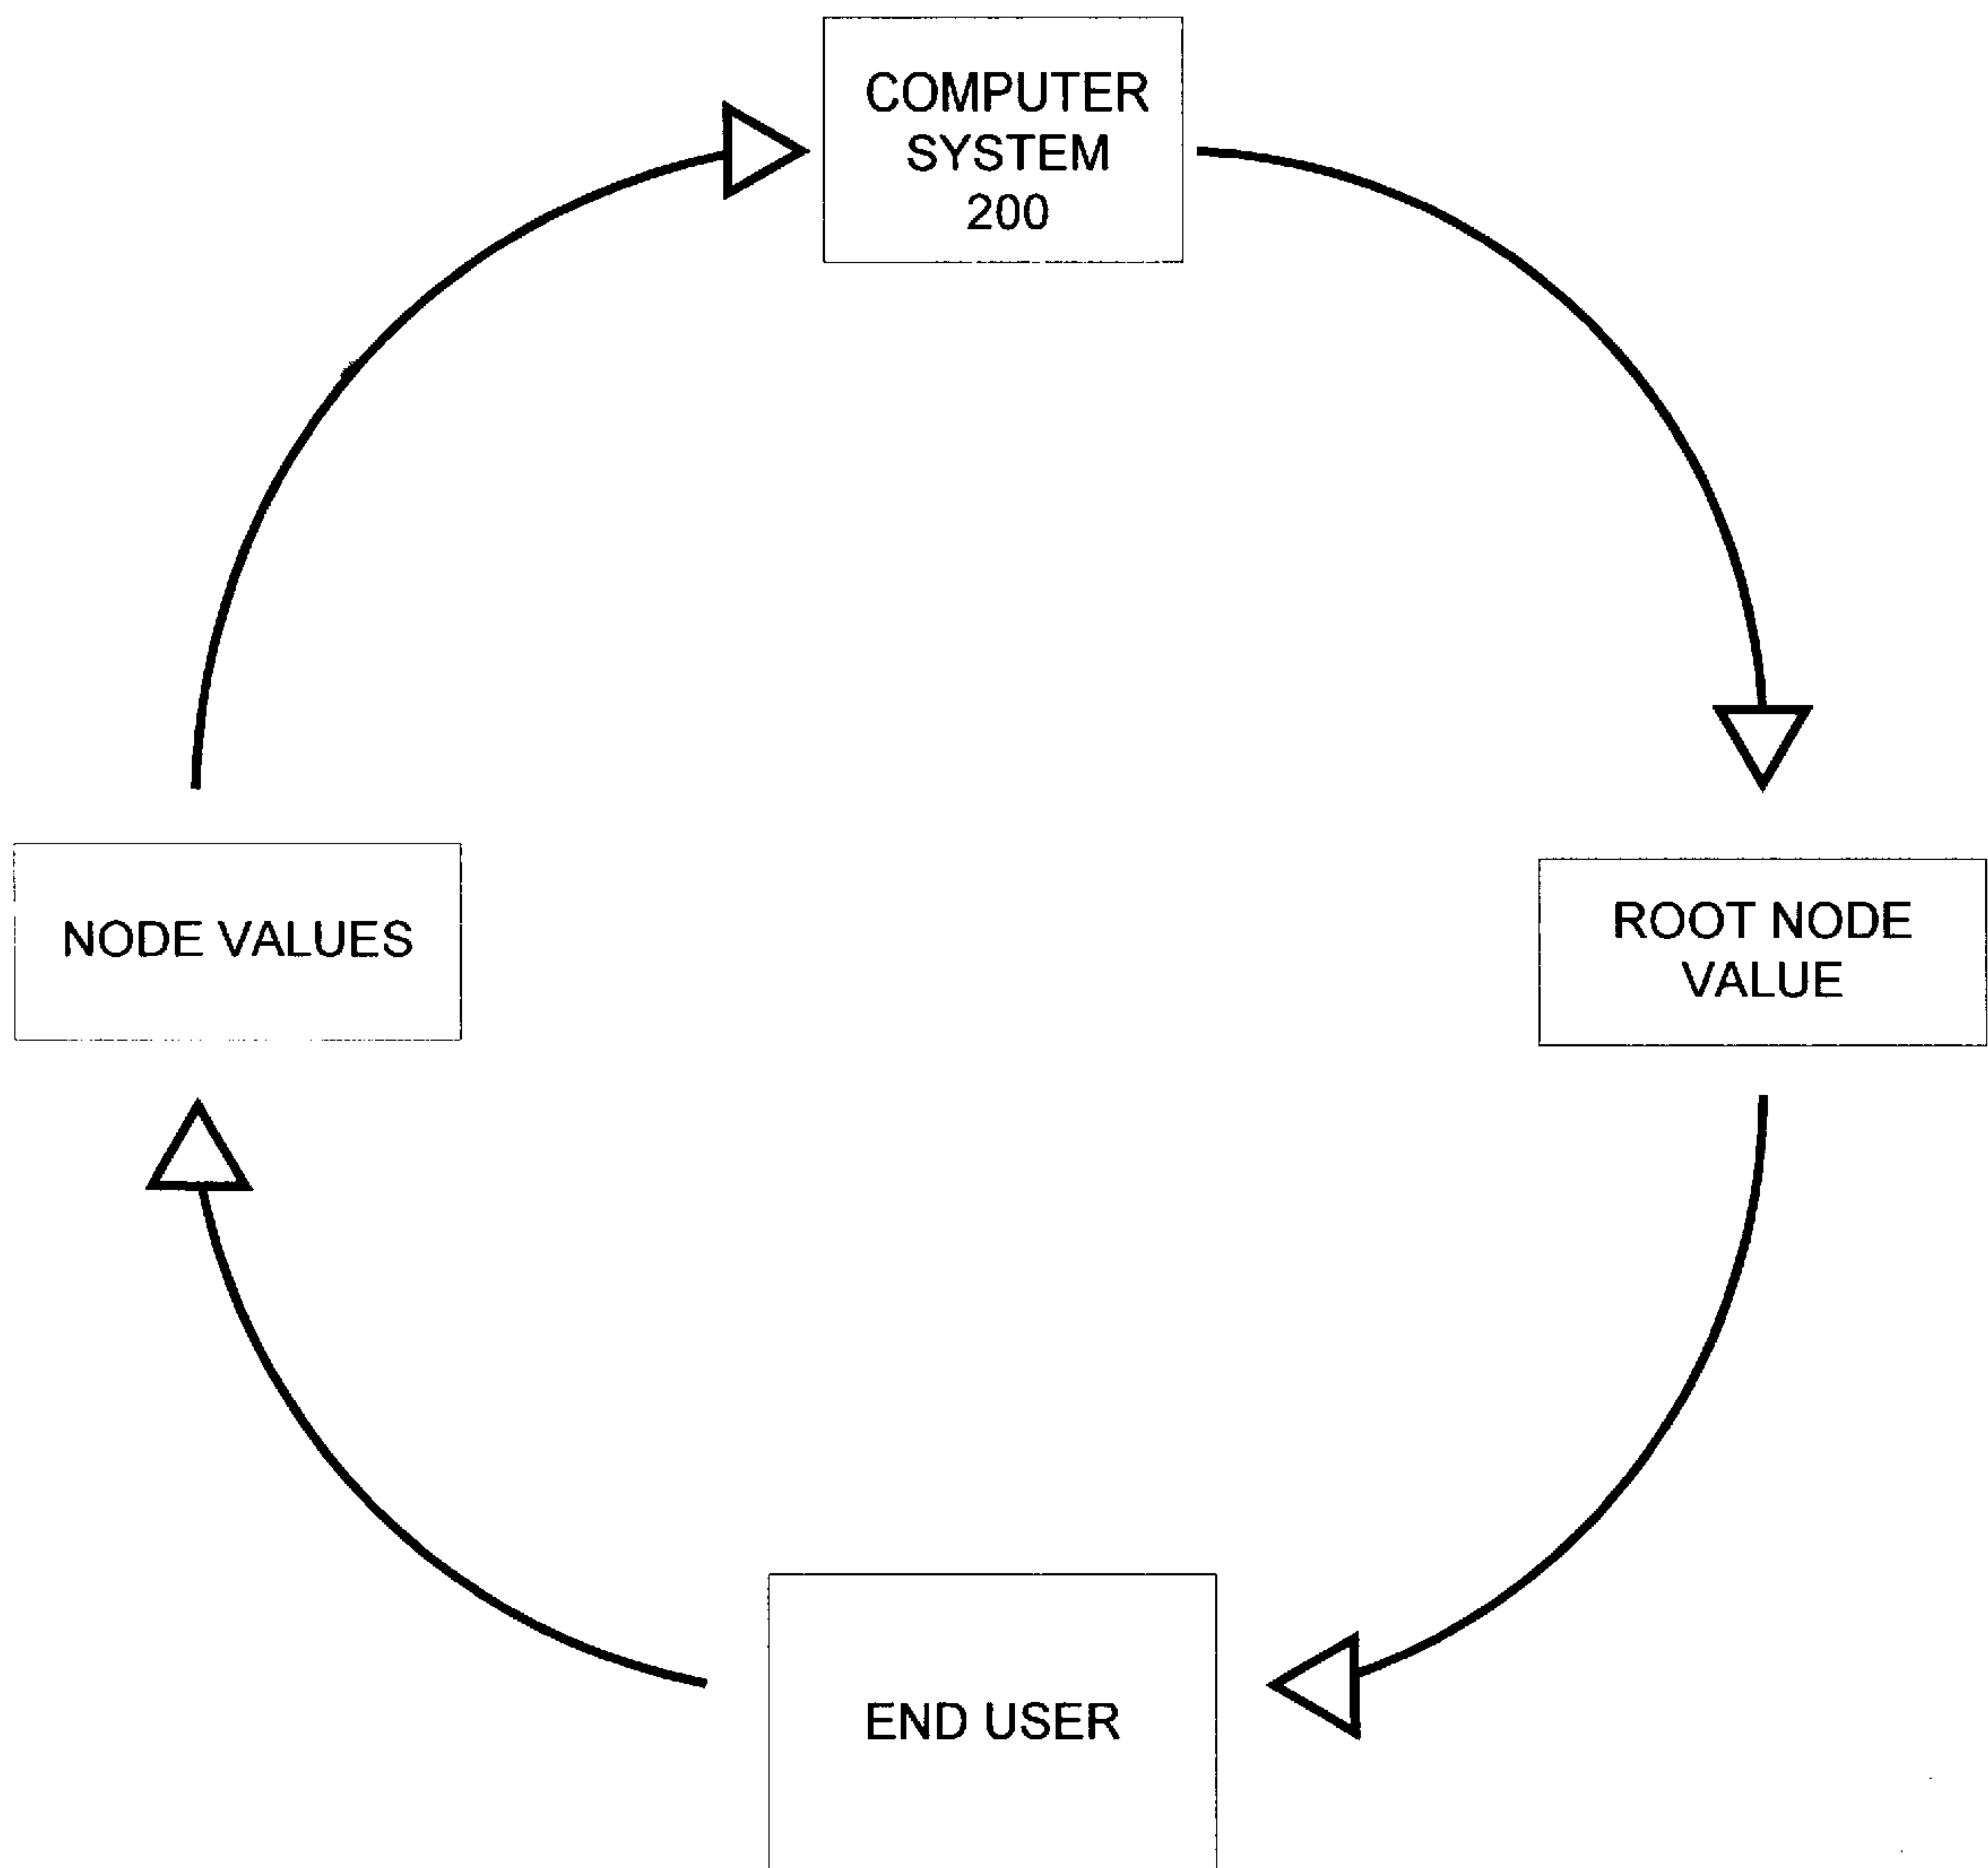 COMPUTER
SYSTEM
200
NODE VALUES
ROOT NODE
VALUE
END USER